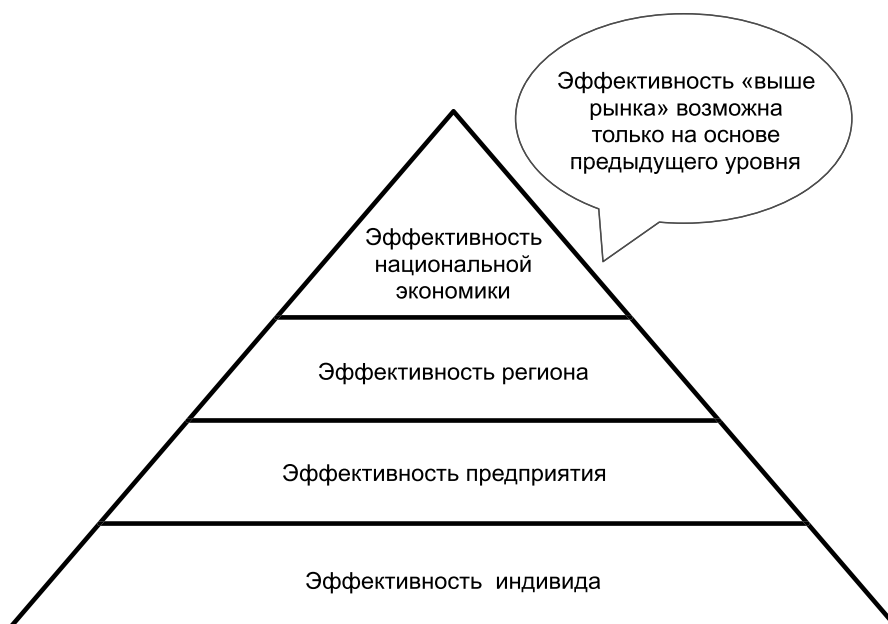 Эффективность «выше
рынка» возможна
только на основе
предыдущего уровня
Эффективность
национальной
экономики
Эффективность региона
Эффективность предприятия
Эффективность индивида